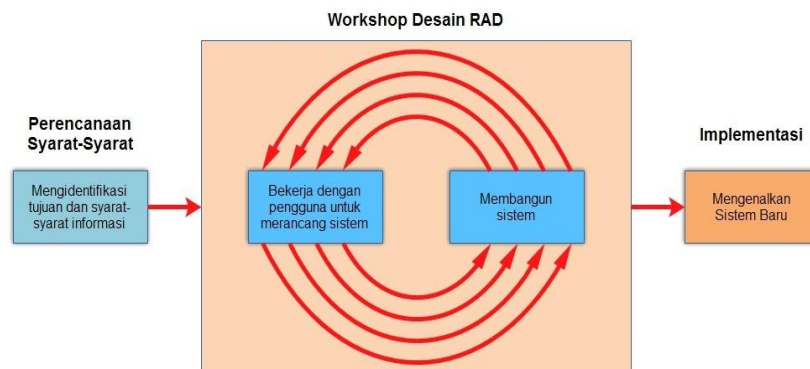 Workshop Desain RAD
Perencanaan
Syarat-Syarat
Mengidentifikasi
tujuan dan syarat-
syarat informasi
Bekerja dengan
pengguna untuk
merancang sistem
Membangun
sistem
Implementasi
Mengenalkan
Sistem Baru